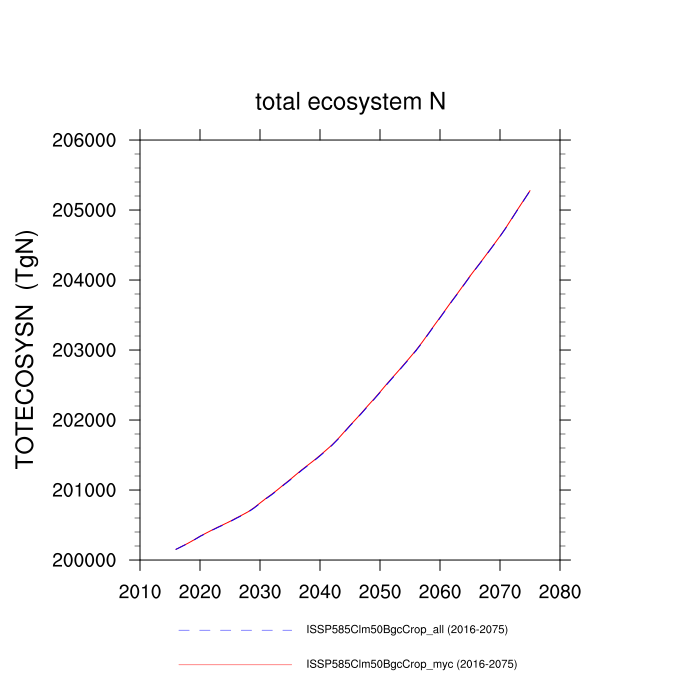 total ecosystem N
TOTECOSYSN (TgN)
206000
205000
204000
203000
202000
201000
200000
2010 2020 2030 2040 2050 2060 2070 2080
ISSP585Clm50BgcCrop_all (2016-2075)
ISSP585Clm50BgcCrop_myc (2016-2075)